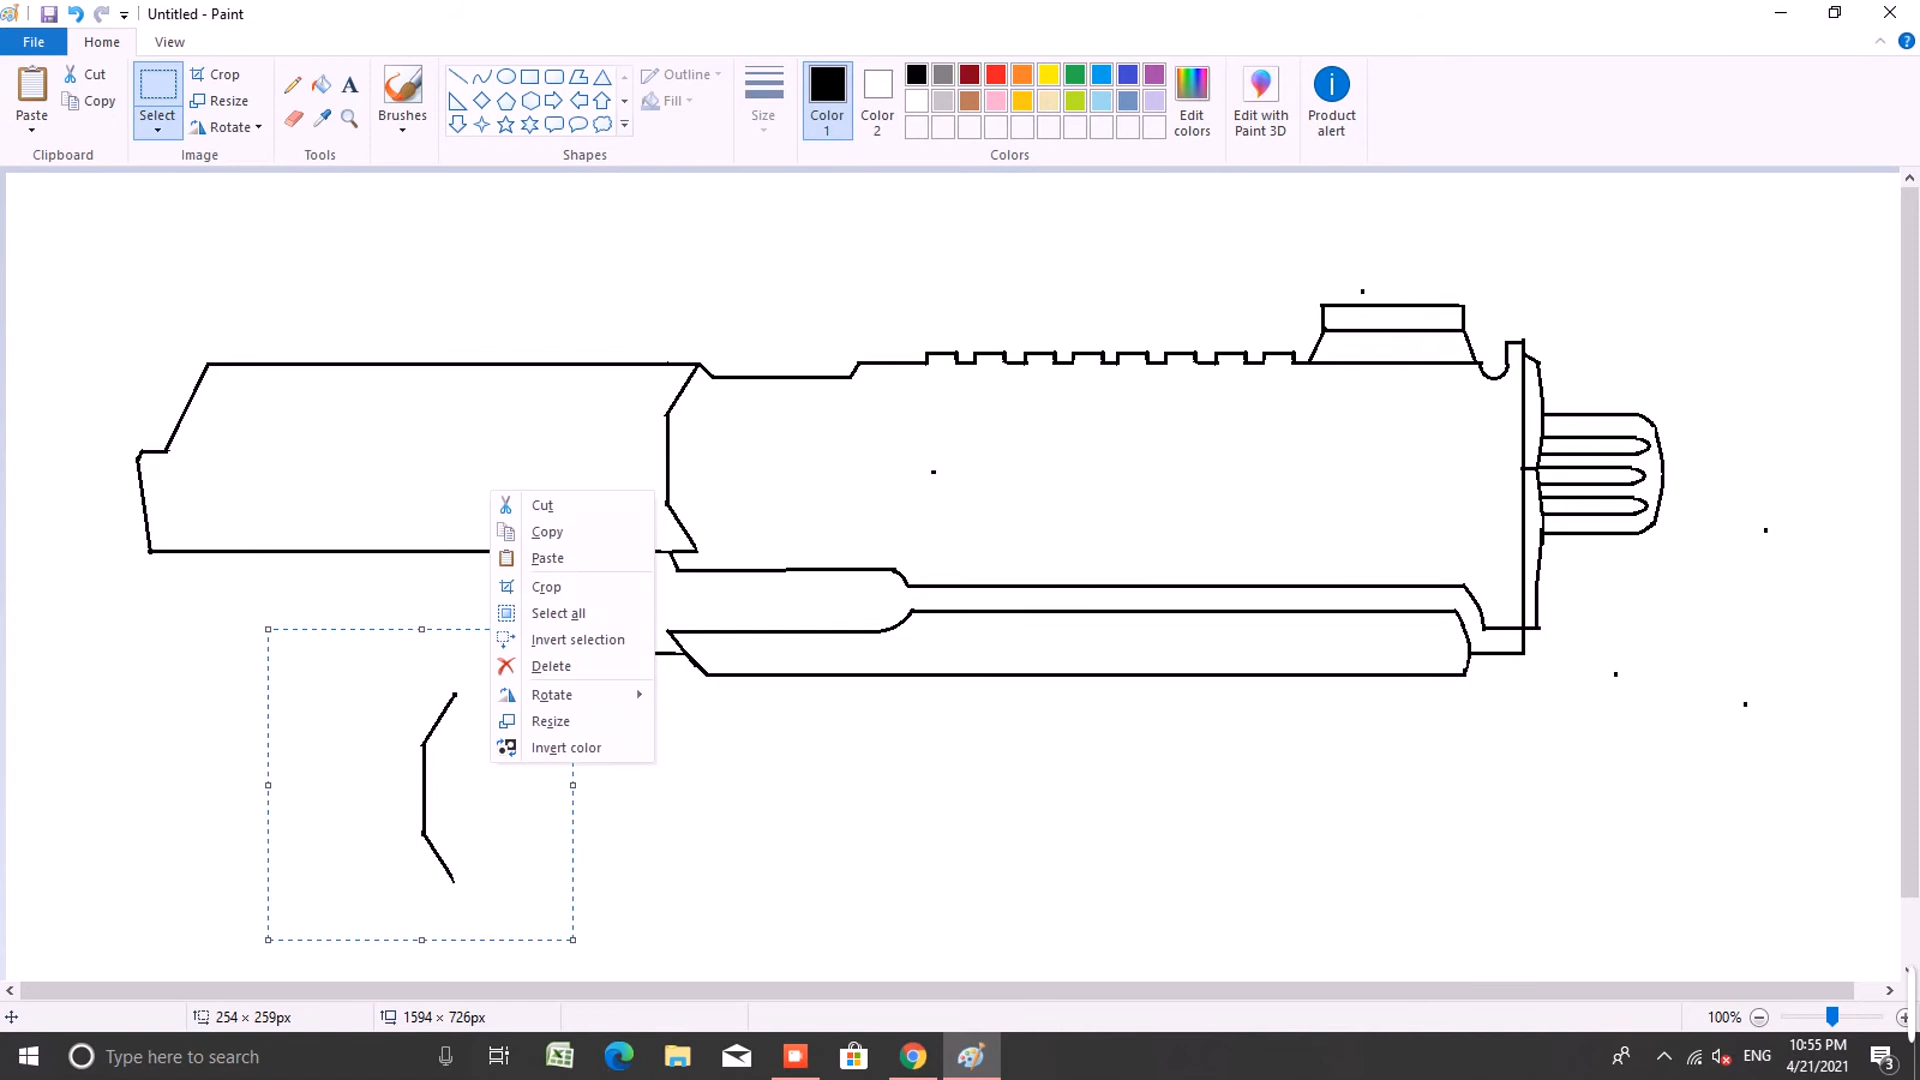 Untitled - Paint
File Home View
Paste
Cut
Copy
Clipboard
Select
Crop
Resize
Rotate
Image
A
Tools
Brushes
Shapes
Outline
Fill
Size
Color 1
Color 2
Colors
Edit colors
Edit with Paint 3D
Product alert
Cut
Copy
Paste
Crop
Select all
Invert selection
Delete
Rotate
Resize
Invert color
254 × 259px
1594 × 726px
100%
Type here to search
ENG
10:55 PM
4/21/2021
3